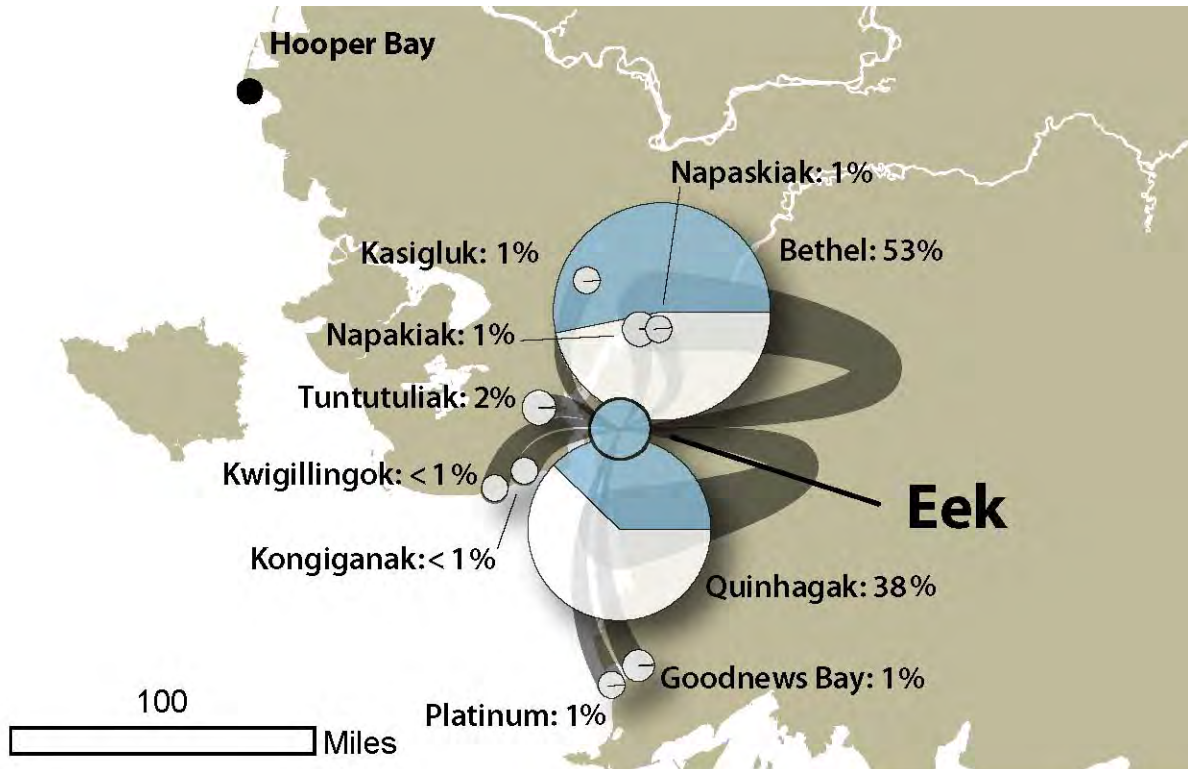 Hooper Bay
Napaskiak: 1%
Kasigluk: 1%
Bethel: 53%
Napakiak: 1%
Tuntutuliak: 2%
Kwigillingok: < 1%
Eek
Kongiganak: < 1%
Quinhagak: 38%
Goodnews Bay: 1%
Platinum: 1%
100
Miles